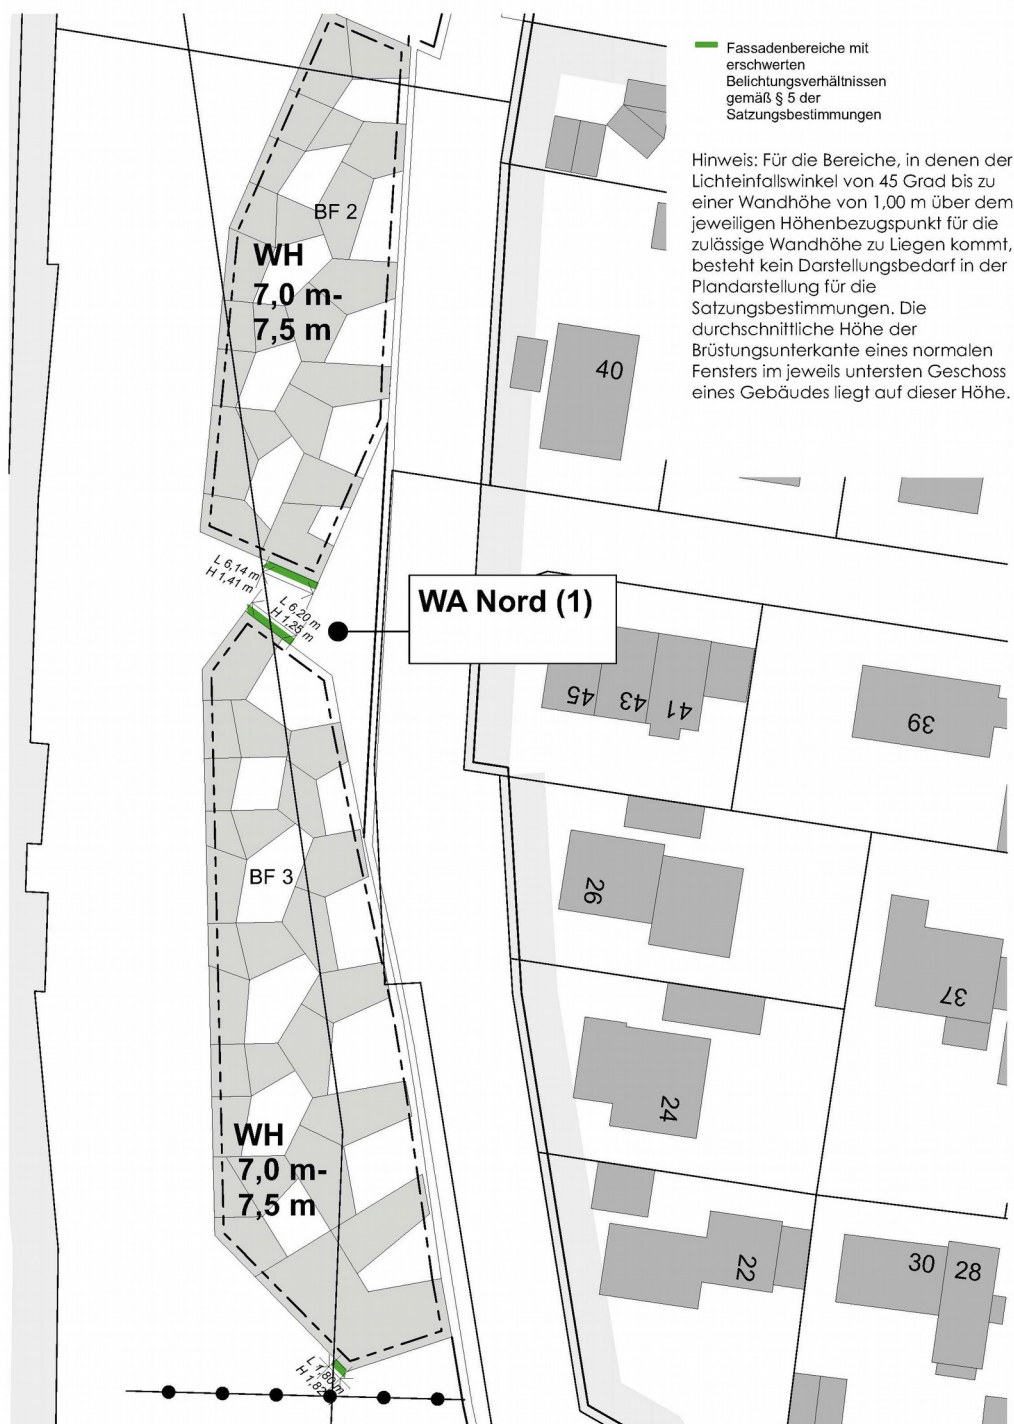 Fassadenbereiche mit
erschwerten
Belichtungsverhältnissen
gemäß § 5 der
Satzungsbestimmungen
Hinweis: Für die Bereiche, in denen der
Lichteinfallswinkel von 45 Grad bis zu
einer Wandhöhe von 1,00 m über dem
jeweiligen Höhenbezugspunkt für die
zulässige Wandhöhe zu Liegen kommt,
besteht kein Darstellungsbedarf in der
Plandarstellung für die
Satzungsbestimmungen. Die
durchschnittliche Höhe der
Brüstungsunterkante eines normalen
Fensters im jeweils untersten Geschoss
eines Gebäudes liegt auf dieser Höhe.
BF 2
WH
7,0 m-
7,5 m
40
L 6,14 m
H 1,41 m
L 6,20 m
H 1,25 m
WA Nord (1)
45
43
41
39
BF 3
26
37
24
WH
7,0 m-
7,5 m
22
30
28
L 1,80 m
H 1,82 m